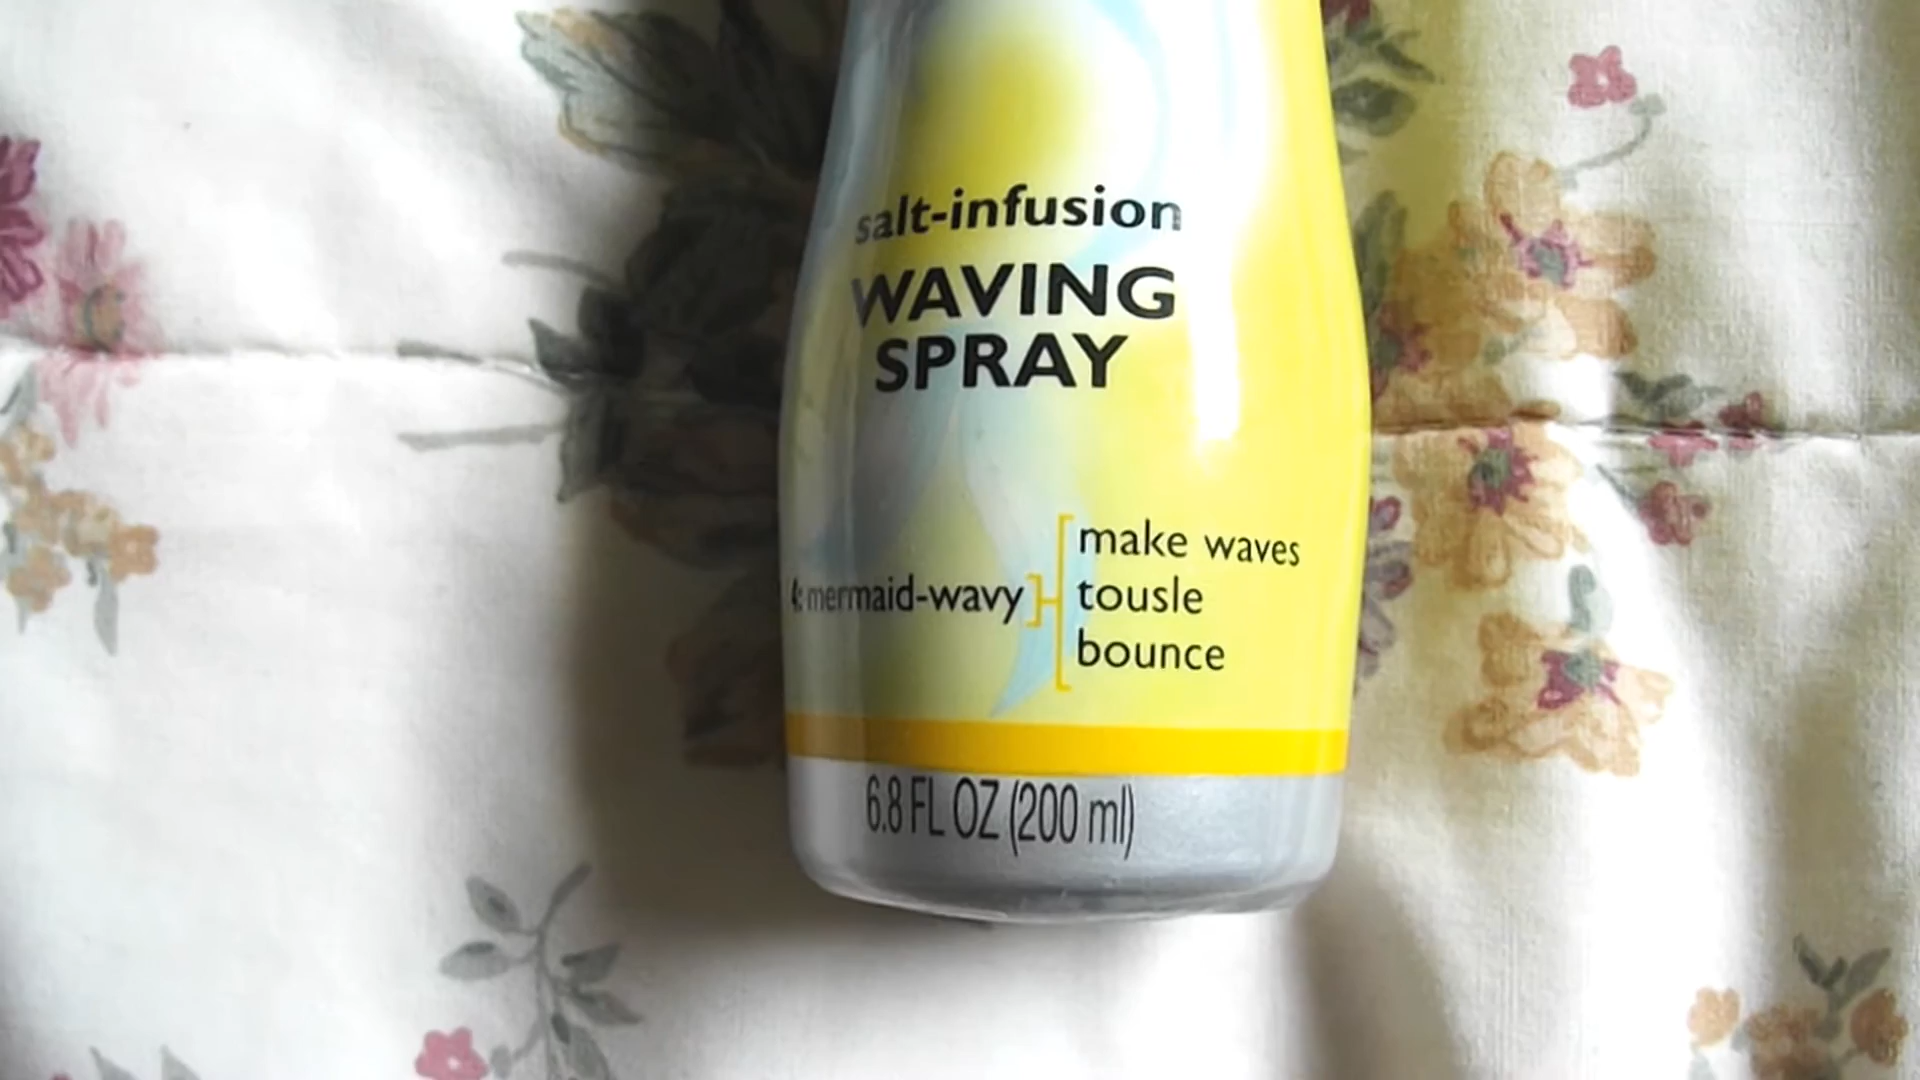 salt-infusion
WAVING
SPRAY
make waves
mermaid-wavy
tousle
bounce
6.8 FL OZ (200 ml)